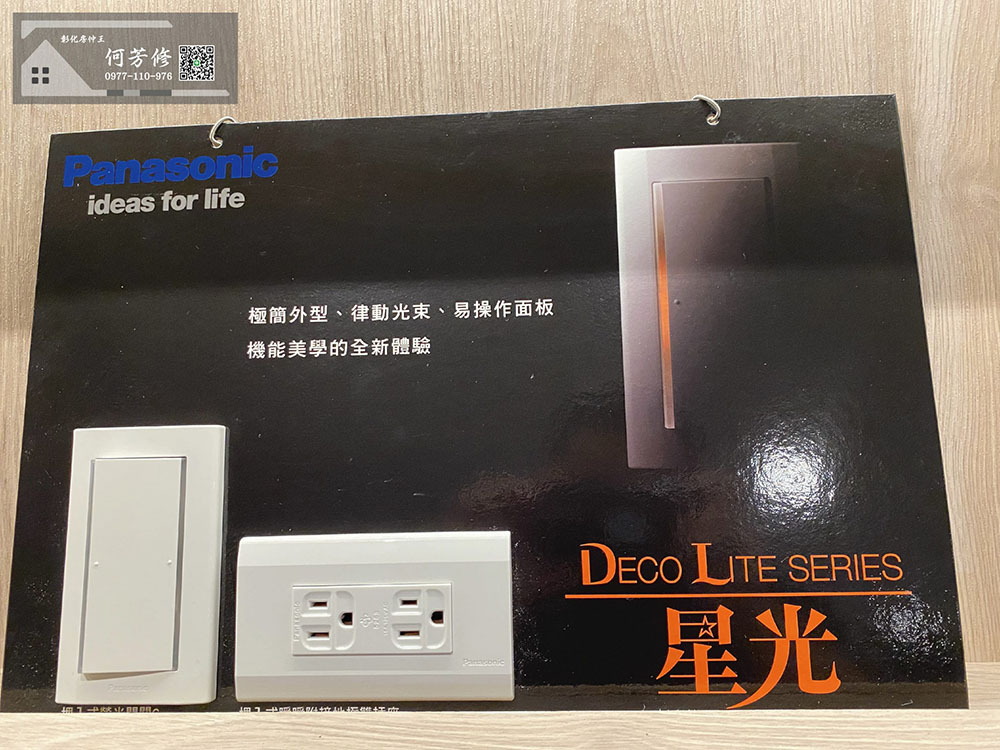 彰化房仲王
何芳修
0977-110-976
Panasonic
ideas for life
極簡外型、律動光束、易操作面板
機能美學的全新體驗
DECO LITE SERIES
星光
Panasonic
Panasonic